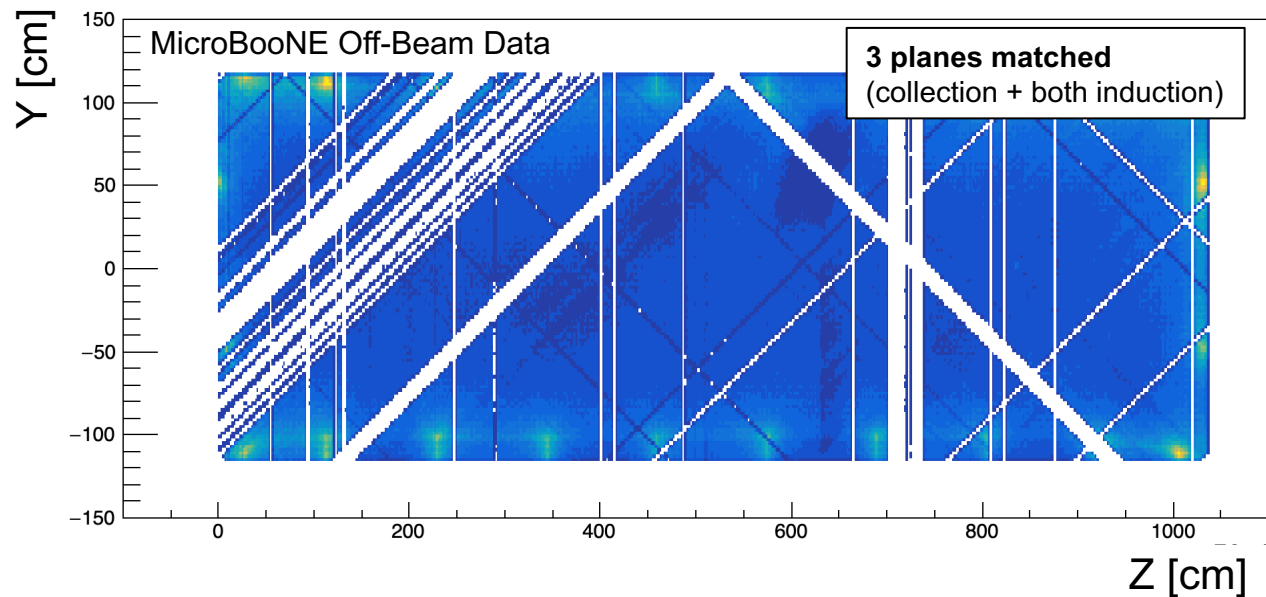 Y [cm]
MicroBooNE Off-Beam Data
3 planes matched
(collection + both induction)
150
100
50
0
−50
−100
−150
0
200
400
600
800
1000
Z [cm]